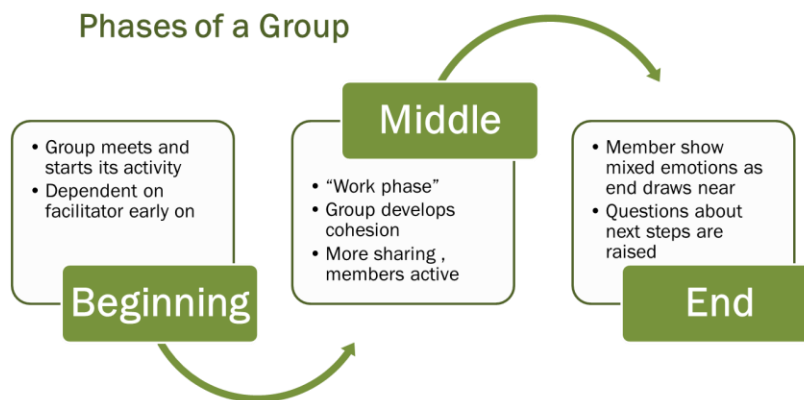 Phases of a Group
• Group meets and
starts its activity
• Dependent on
facilitator early on
Beginning
Middle
• “Work phase”
• Group develops
cohesion
• More sharing ,
members active
• Member show
mixed emotions as
end draws near
• Questions about
next steps are
raised
End